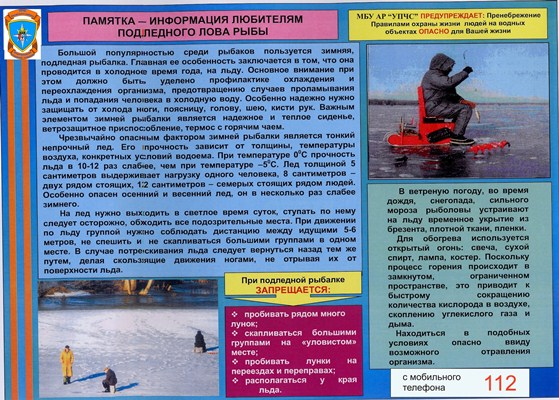 ПАМЯТКА — ИНФОРМАЦИЯ ЛЮБИТЕЛЯМ
ПОДЛЕДНОГО ЛОВА РЫБЫ
Большой популярностью среди рыбаков пользуется зимняя,
подледная рыбалка. Главная ее особенность заключается в том, что она
проводится в холодное время года, на льду. Основное внимание при
этом должно быть уделено профилактике охлаждения и
переохлаждения организма, предотвращению случаев проламывания
льда и попадания человека в холодную воду. Особенно надежно нужно
защищать от холода ноги, поясницу, голову, шею, кисти рук. Важным
элементом зимней рыбалки является надежное и теплое сиденье,
ветрозащитное приспособление, термос с горячим чаем.
Чрезвычайно опасным фактором зимней рыбалки является тонкий
непрочный лед. Его прочность зависит от толщины, температуры
воздуха, конкретных условий водоема. При температуре 0⁰С прочность
льда в 10-12 раз слабее, чем при температуре –5⁰С. Лед толщиной 5
сантиметров выдерживает нагрузку одного человека, 8 сантиметров –
двух рядом стоящих, 12 сантиметров – семерых стоящих рядом людей.
Особенно опасен осенний и весенний лед, он в несколько раз слабее
зимнего.
На лед нужно выходить в светлое время суток, ступать по нему
следует осторожно, обходить все подозрительные места. При движении
по льду группой нужно соблюдать дистанцию между идущими 5-6
метров, не спешить и не скапливаться большими группами в одном
месте. В случае потрескивания льда следует вернуться назад тем же
путем, делая скользящие движения ногами, не отрывая их от
поверхности льда.
При подледной рыбалке
ЗАПРЕЩАЕТСЯ:
❖ пробивать рядом много
лунок;
❖ скапливаться большими
группами на «уловистом»
месте;
❖ пробивать лунки на
переездах и переправах;
❖ располагаться у края
льда.
МБУ АР "УПЧС" ПРЕДУПРЕЖДАЕТ: Пренебрежение
Правилами охраны жизни людей на водных
объектах ОПАСНО для Вашей жизни
В ветреную погоду, во время
дождя, снегопада, сильного
мороза рыболовы устраивают
на льду временное укрытие из
брезента, плотной ткани, пленки.
Для обогрева используется
открытый огонь: свеча, сухой
спирт, лампа, костер. Поскольку
процесс горения происходит в
замкнутом, ограниченном
пространстве, это приводит к
быстрому сокращению
количества кислорода в воздухе,
скоплению углекислого газа и
дыма.
Находиться в подобных
условиях опасно ввиду
возможного отравления
организма.
с мобильного
телефона 112